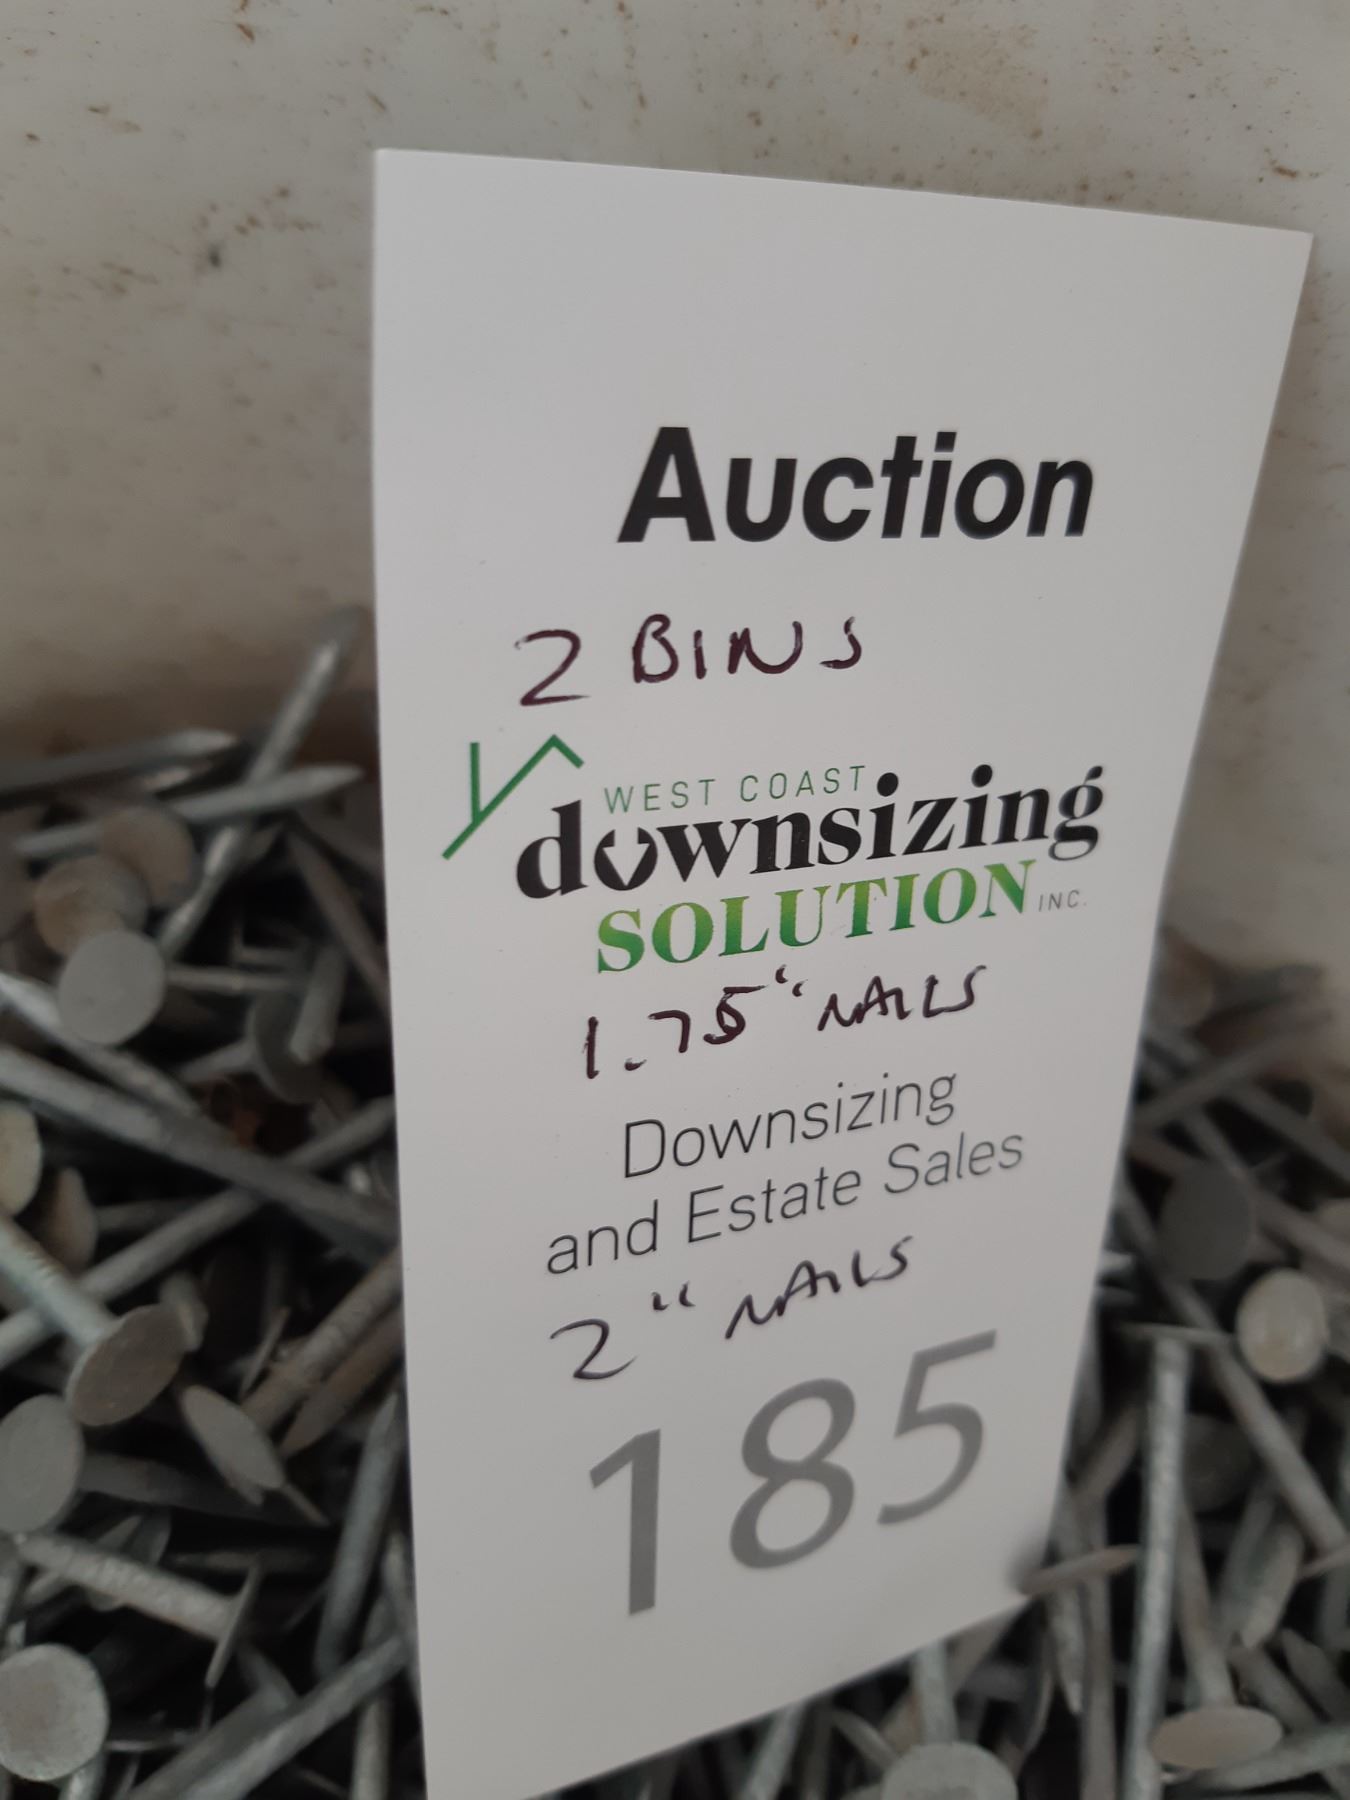 Auction
2 BINS
WEST COAST
downsizing
SOLUTION INC.
1.75" NAILS
Downsizing
and Estate Sales
2" NAILS
185